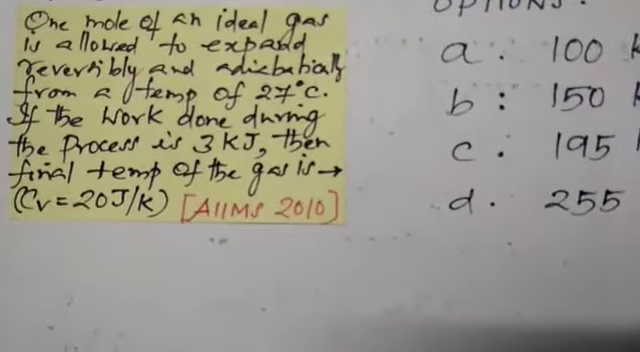 One mole of an ideal gas
is allowed to expand
reversibly and adiabatically
from a temp of 27°C.
If the work done during
the process is 3 KJ, then
final temp of the gas is →
(Cv = 20J/K) [AIIMS 2010]
OPTIONS:
a. 100
b: 150
c. 195
d. 255